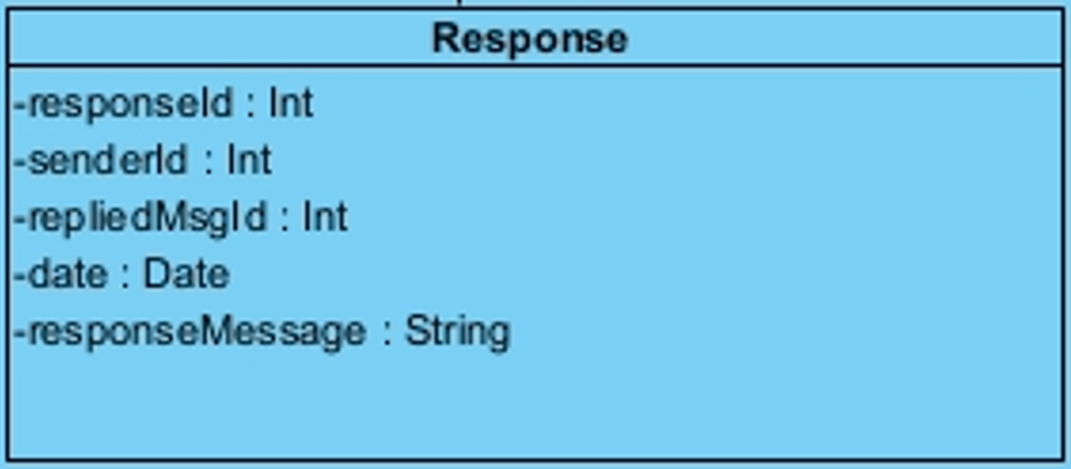 Response
-responseId : Int
-senderId : Int
-repliedMsgId : Int
-date : Date
-responseMessage : String